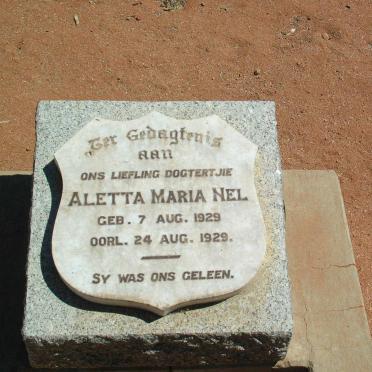 Ter Gedagtenis
aan
ONS LIEFLING DOGTERTJIE
ALETTA MARIA NEL
GEB. 7 AUG. 1929
OORL. 24 AUG. 1929.
SY WAS ONS GELEEN.